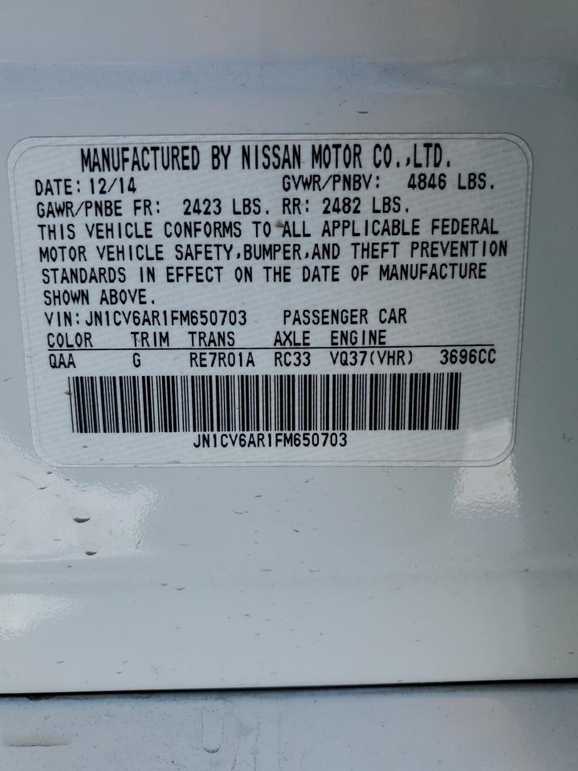 MANUFACTURED BY NISSAN MOTOR CO.,LTD.
DATE: 12/14 GVWR/PNBV: 4846 LBS.
GAWR/PNBE FR: 2423 LBS. RR: 2482 LBS.
THIS VEHICLE CONFORMS TO ALL APPLICABLE FEDERAL
MOTOR VEHICLE SAFETY,BUMPER,AND THEFT PREVENTION
STANDARDS IN EFFECT ON THE DATE OF MANUFACTURE
SHOWN ABOVE.
VIN: JN1CV6AR1FM650703 PASSENGER CAR
COLOR TRIM TRANS AXLE ENGINE
QAA G RE7R01A RC33 VQ37(VHR) 3696CC
JN1CV6AR1FM650703